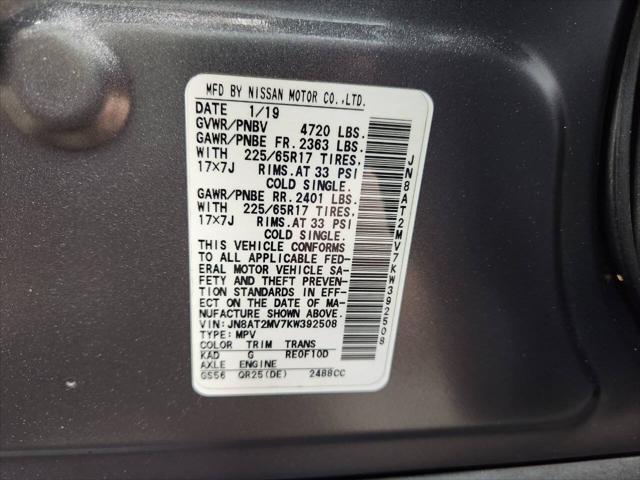 MFD BY NISSAN MOTOR CO.,LTD.
DATE 1/19
GVWR/PNBV 4720 LBS.
GAWR/PNBE FR. 2363 LBS.
WITH 225/65R17 TIRES,
17×7J RIMS.AT 33 PSI
COLD SINGLE.
GAWR/PNBE RR. 2401 LBS.
WITH 225/65R17 TIRES,
17×7J RIMS.AT 33 PSI
COLD SINGLE.
THIS VEHICLE CONFORMS
TO ALL APPLICABLE FED-
ERAL MOTOR VEHICLE SA-
FETY AND THEFT PREVEN-
TION STANDARDS IN EFF-
ECT ON THE DATE OF MA-
NUFACTURE SHOWN ABOVE.
VIN: JN8AT2MV7KW392508
TYPE: MPV
COLOR TRIM TRANS
KAD G RE0F10D
AXLE ENGINE
GS56 QR25(DE) 2488CC
JN8AT2MV7KW392508